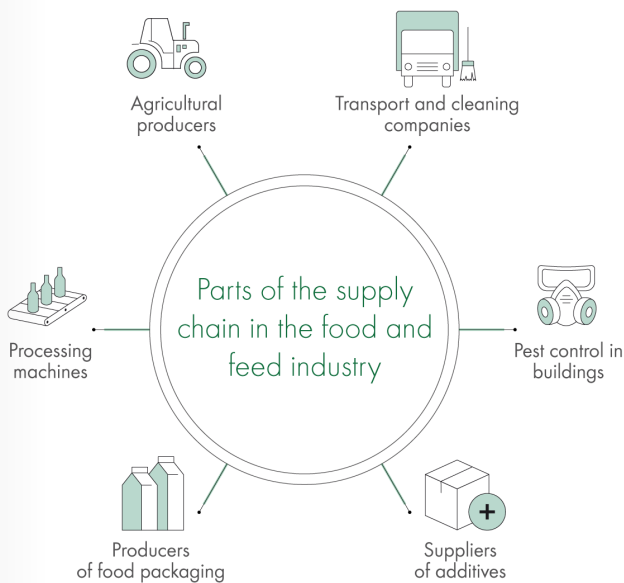 Agricultural
producers
Transport and cleaning
companies
Parts of the supply
chain in the food and
feed industry
Processing
machines
Pest control in
buildings
Producers
of food packaging
Suppliers
of additives